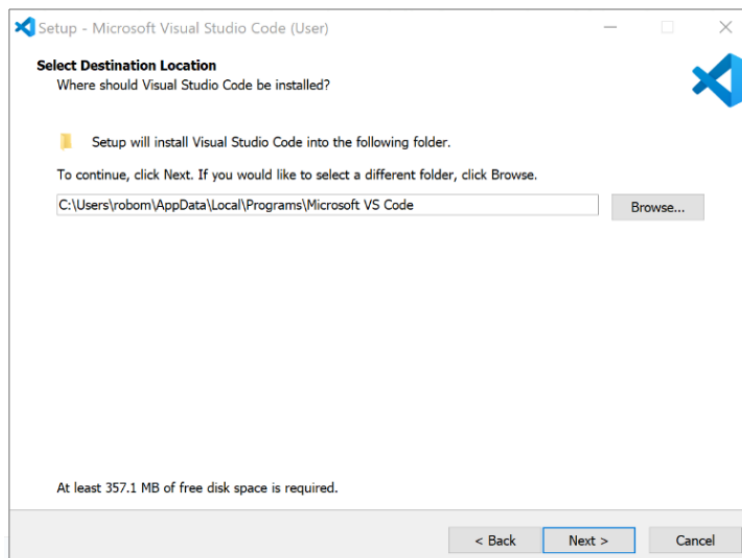 Setup - Microsoft Visual Studio Code (User)
Select Destination Location
Where should Visual Studio Code be installed?
Setup will install Visual Studio Code into the following folder.
To continue, click Next. If you would like to select a different folder, click Browse.
C:\Users\robom\AppData\Local\Programs\Microsoft VS Code
Browse...
At least 357.1 MB of free disk space is required.
< Back
Next >
Cancel